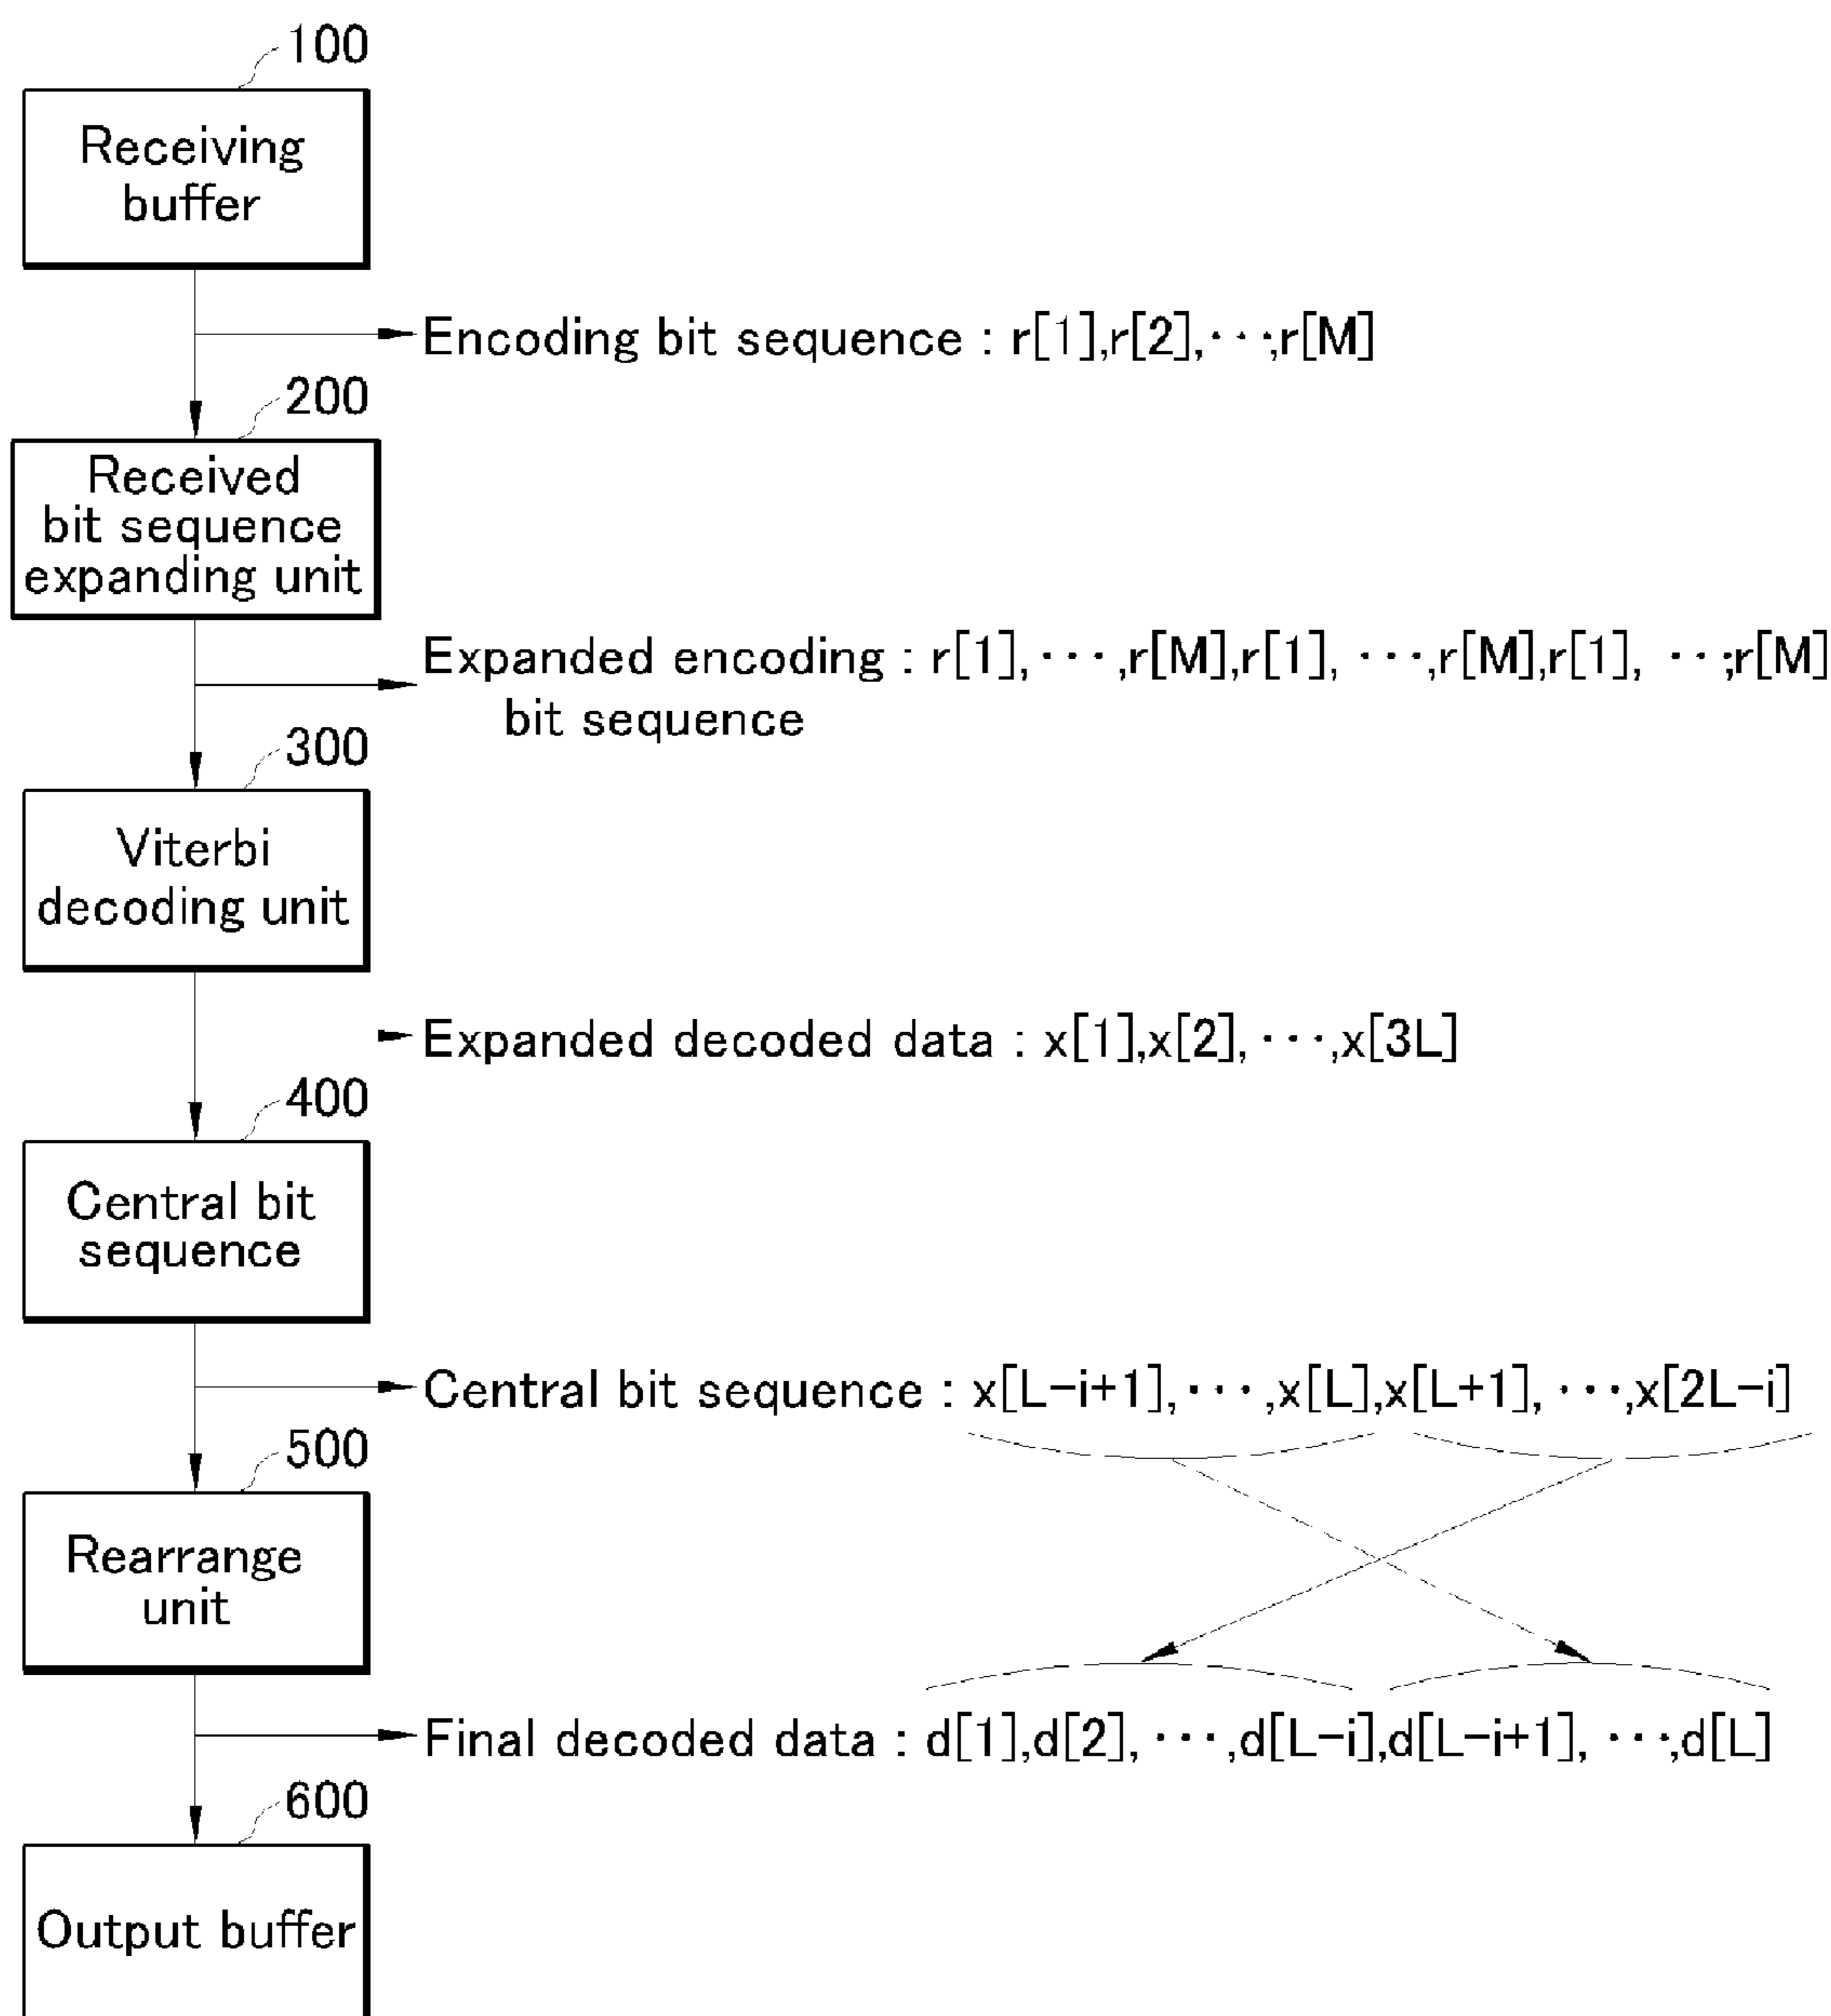 100
Receiving
buffer
Encoding bit sequence : r[1],r[2],···,r[M]
200
Received
bit sequence
expanding unit
Expanded encoding : r[1],···,r[M],r[1],···,r[M],r[1],···,r[M]
bit sequence
300
Viterbi
decoding unit
Expanded decoded data : x[1],x[2],···,x[3L]
400
Central bit
sequence
Central bit sequence : x[L-i+1],···,x[L],x[L+1],···,x[2L-i]
500
Rearrange
unit
Final decoded data : d[1],d[2],···,d[L-i],d[L-i+1],···,d[L]
600
Output buffer